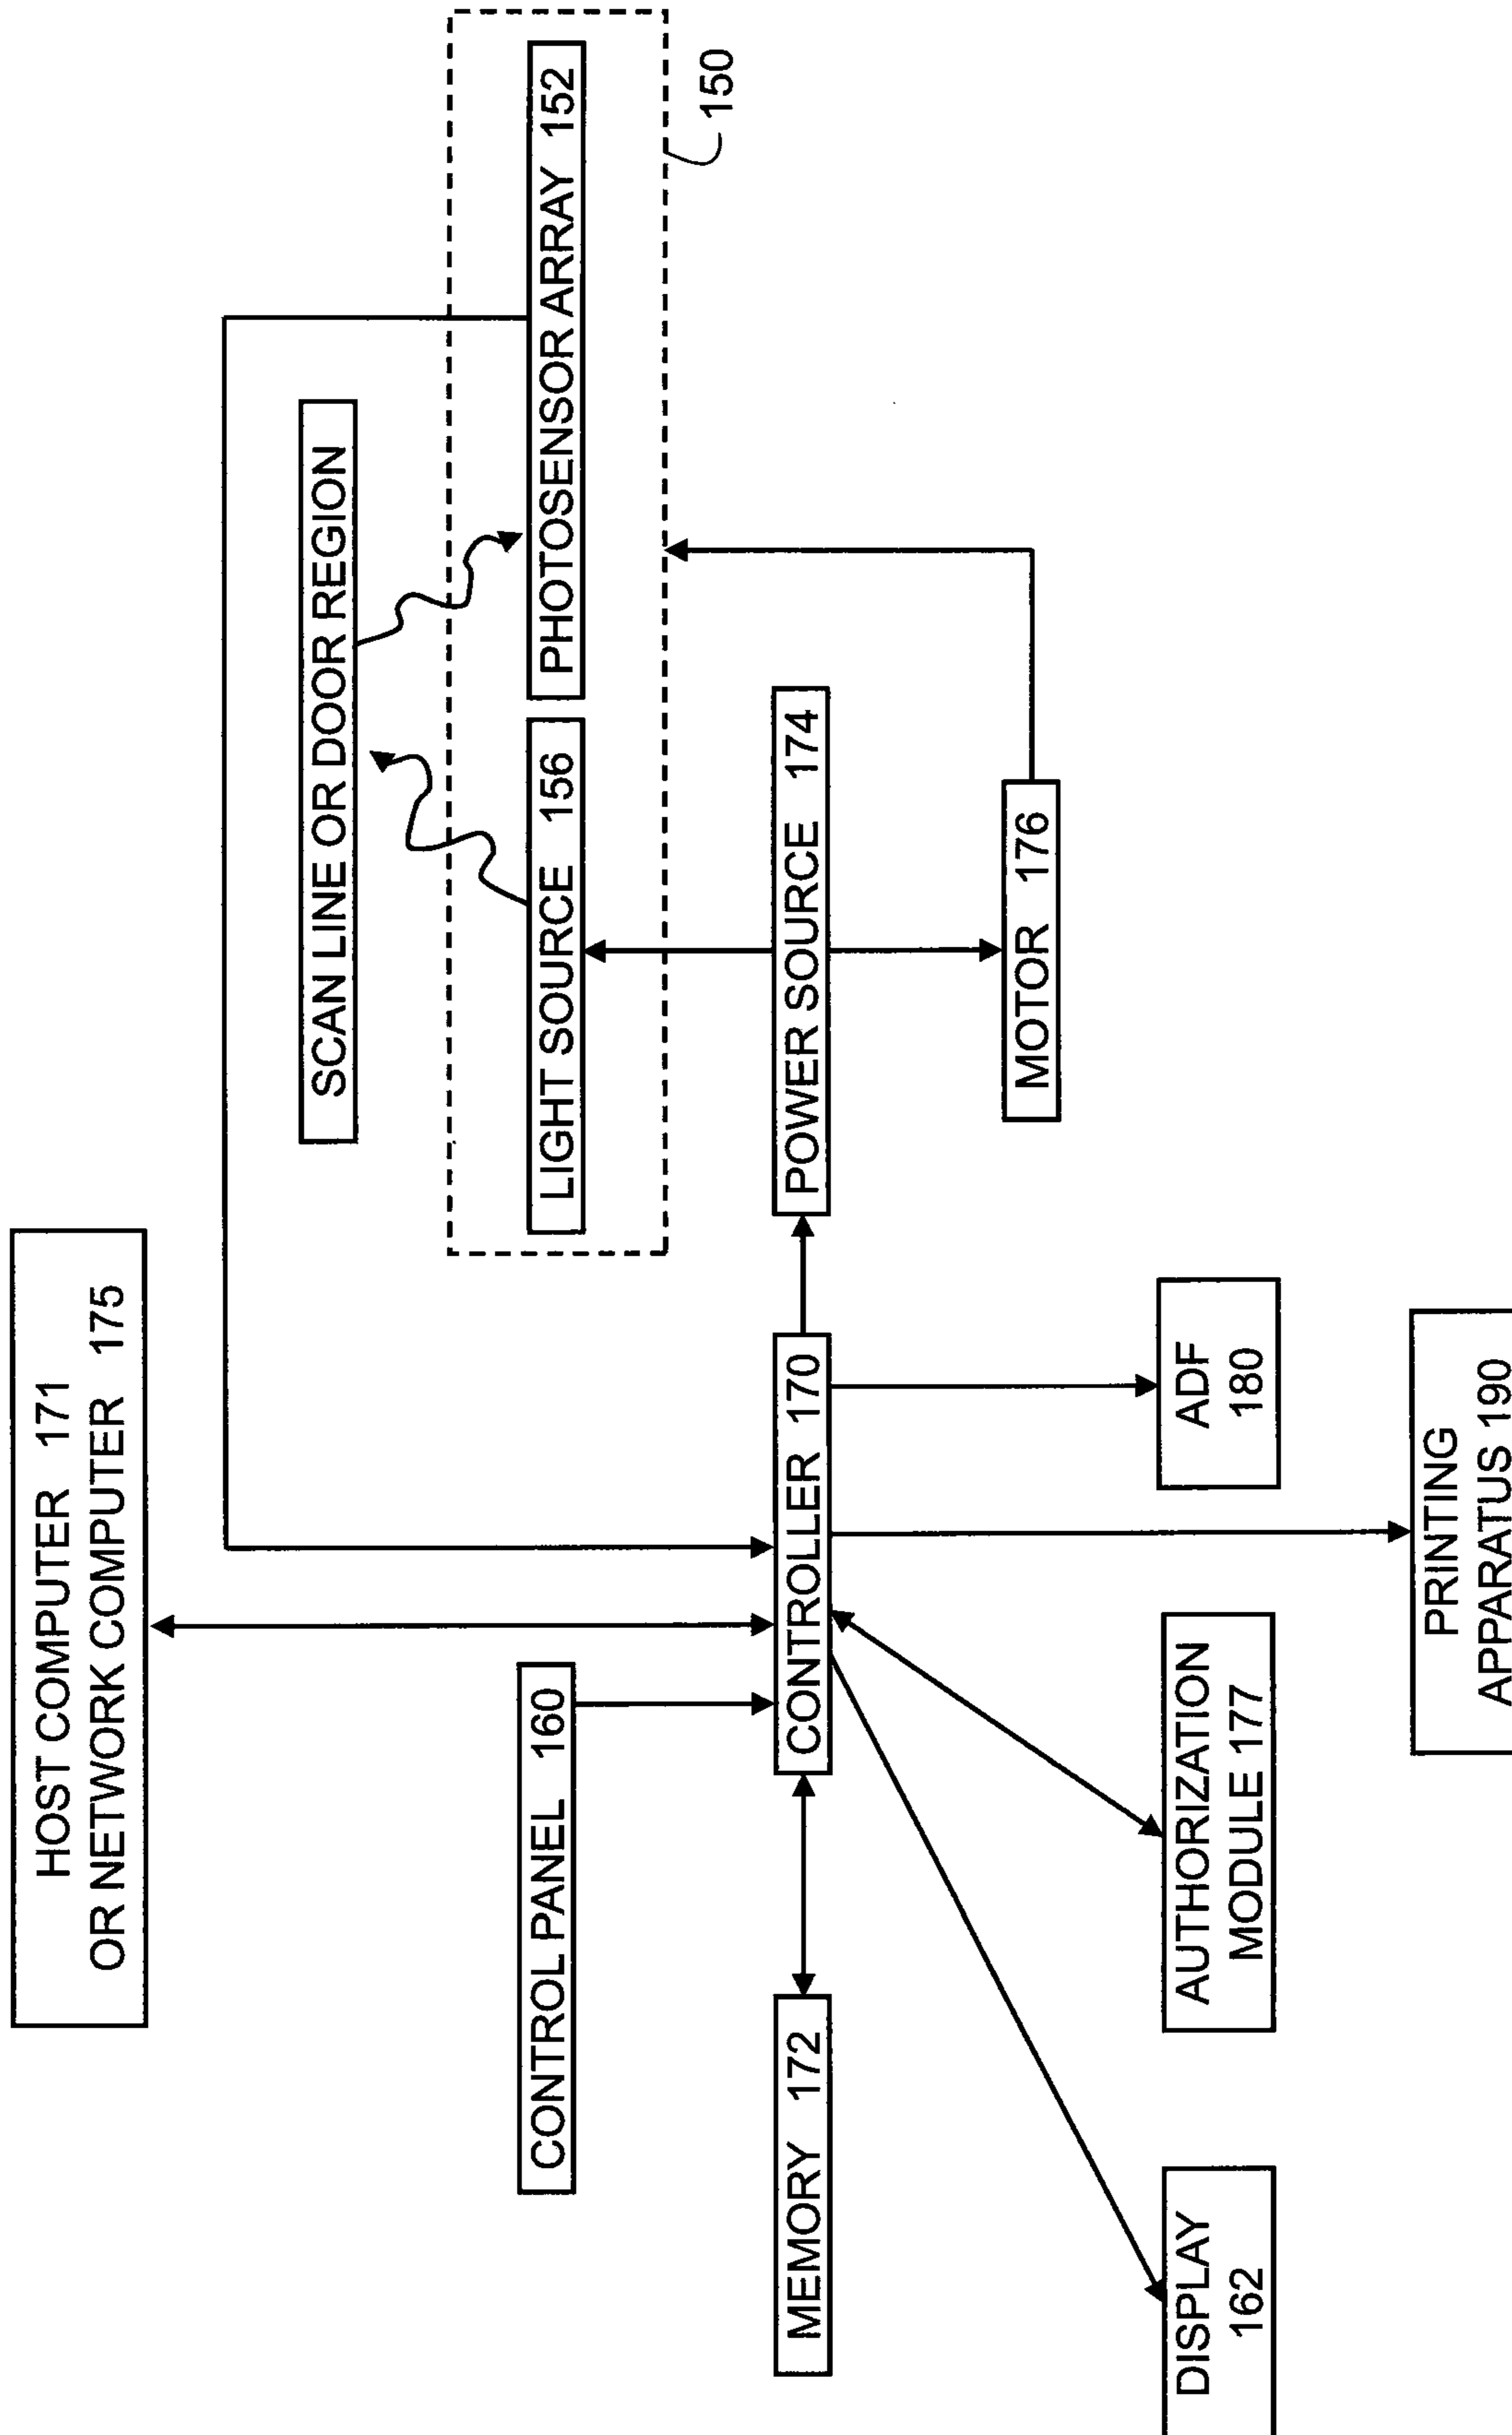 HOST COMPUTER 171
OR NETWORK COMPUTER 175
SCAN LINE OR DOOR REGION
CONTROL PANEL 160
LIGHT SOURCE 156
PHOTOSENSOR ARRAY 152
150
MEMORY 172
CONTROLLER 170
POWER SOURCE 174
MOTOR 176
DISPLAY
162
AUTHORIZATION
MODULE 177
ADF
180
PRINTING
APPARATUS 190